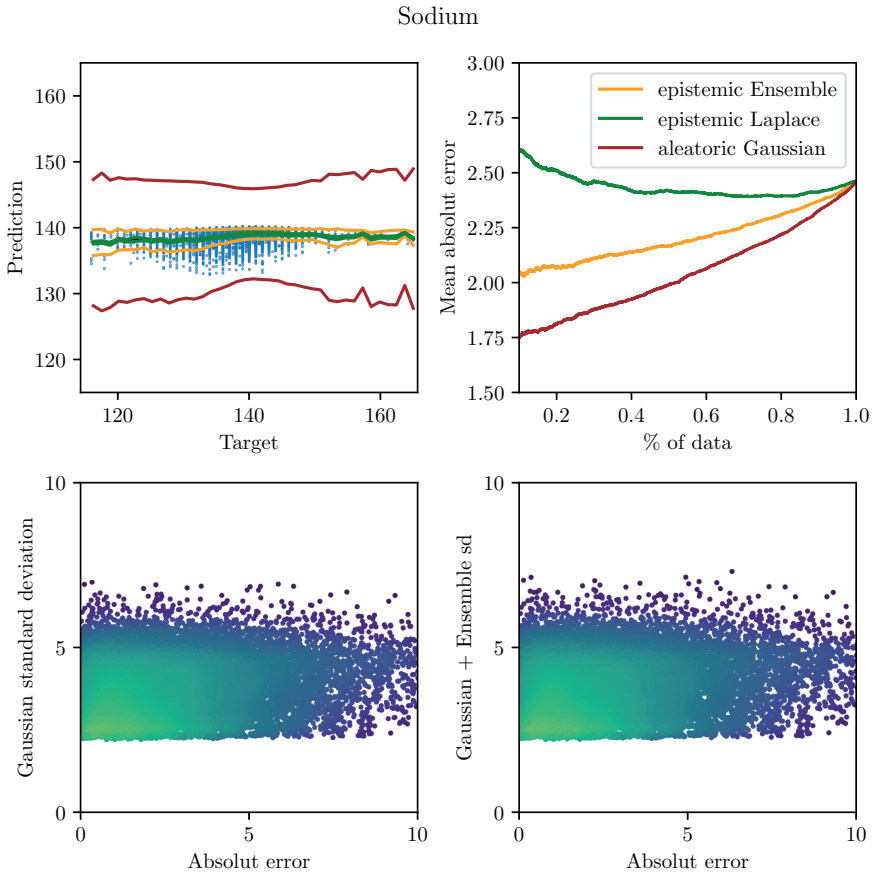 Sodium
160
150
140
130
120
Prediction
120
140
160
Target
3.00
2.75
2.50
2.25
2.00
1.75
1.50
Mean absolut error
epistemic Ensemble
epistemic Laplace
aleatoric Gaussian
0.2
0.4
0.6
0.8
1.0
% of data
10
5
0
Gaussian standard deviation
0
5
10
Absolut error
10
5
0
Gaussian + Ensemble sd
0
5
10
Absolut error